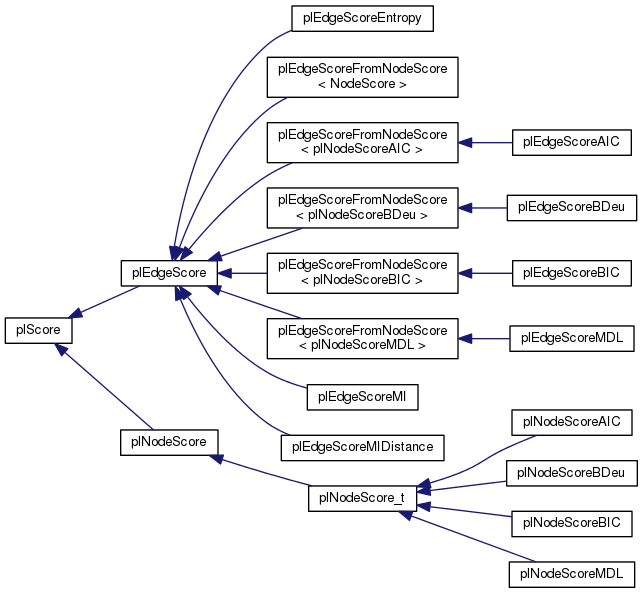 plEdgeScoreEntropy
plEdgeScoreFromNodeScore
< NodeScore >
plEdgeScoreFromNodeScore
< plNodeScoreAIC >
plEdgeScoreAIC
plEdgeScoreFromNodeScore
< plNodeScoreBDeu >
plEdgeScoreBDeu
plEdgeScore
plEdgeScoreFromNodeScore
< plNodeScoreBIC >
plEdgeScoreBIC
plScore
plEdgeScoreFromNodeScore
< plNodeScoreMDL >
plEdgeScoreMDL
plEdgeScoreMI
plNodeScore
plEdgeScoreMIDistance
plNodeScoreAIC
plNodeScoreBDeu
plNodeScore_t
plNodeScoreBIC
plNodeScoreMDL